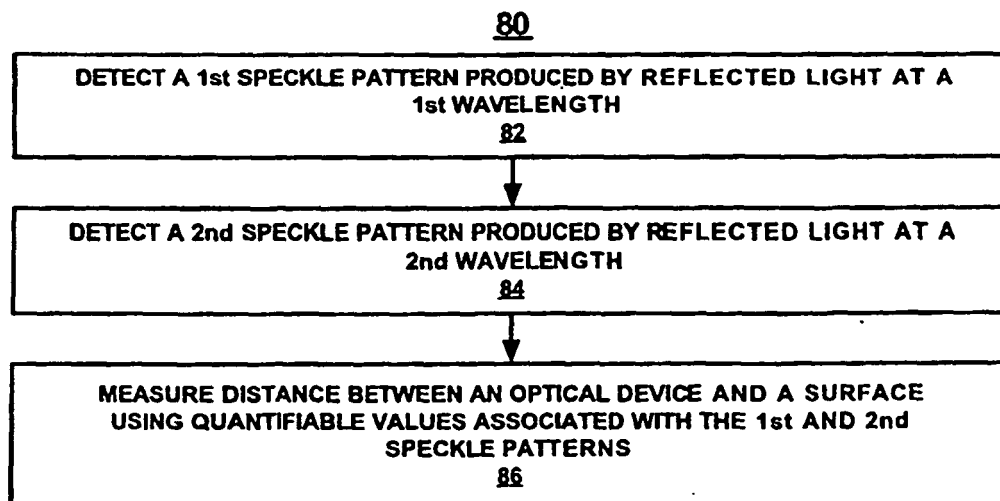 80
DETECT A 1st SPECKLE PATTERN PRODUCED BY REFLECTED LIGHT AT A
1st WAVELENGTH
82
DETECT A 2nd SPECKLE PATTERN PRODUCED BY REFLECTED LIGHT AT A
2nd WAVELENGTH
84
MEASURE DISTANCE BETWEEN AN OPTICAL DEVICE AND A SURFACE
USING QUANTIFIABLE VALUES ASSOCIATED WITH THE 1st AND 2nd
SPECKLE PATTERNS
86